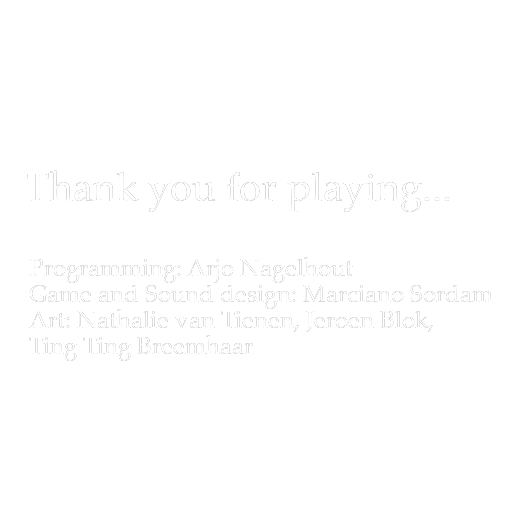 Thank you for playing...
Programming: Arjo Nagelhout
Game and Sound design: Marciano Sordam
Art: Nathalie van Tienen, Jeroen Blok,
Ting Ting Breemhaar